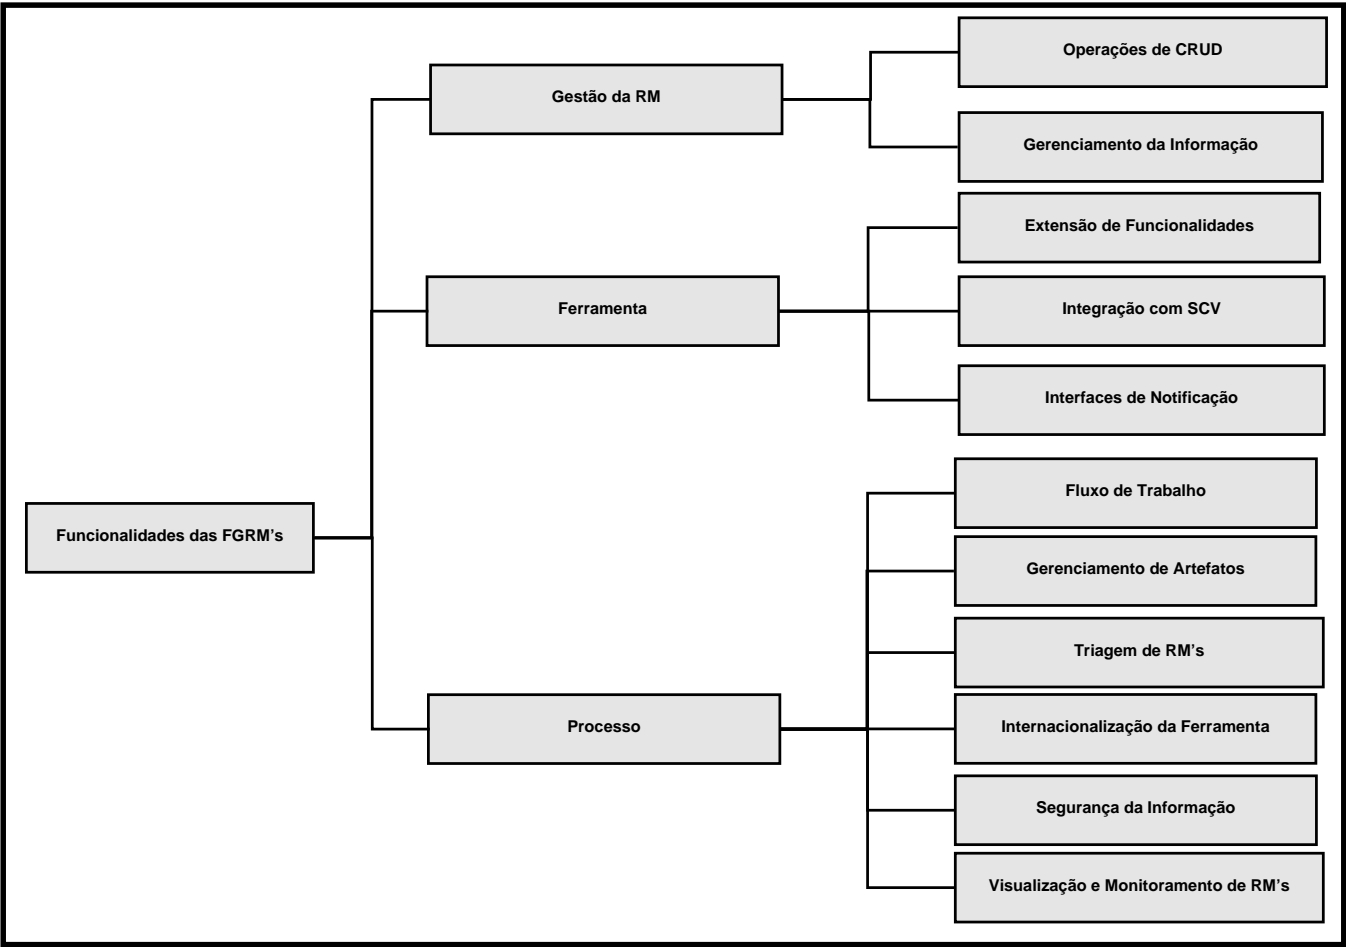 Funcionalidades das FGRM’s
Gestão da RM
Operações de CRUD
Gerenciamento da Informação
Ferramenta
Extensão de Funcionalidades
Integração com SCV
Interfaces de Notificação
Processo
Fluxo de Trabalho
Gerenciamento de Artefatos
Triagem de RM’s
Internacionalização da Ferramenta
Segurança da Informação
Visualização e Monitoramento de RM’s